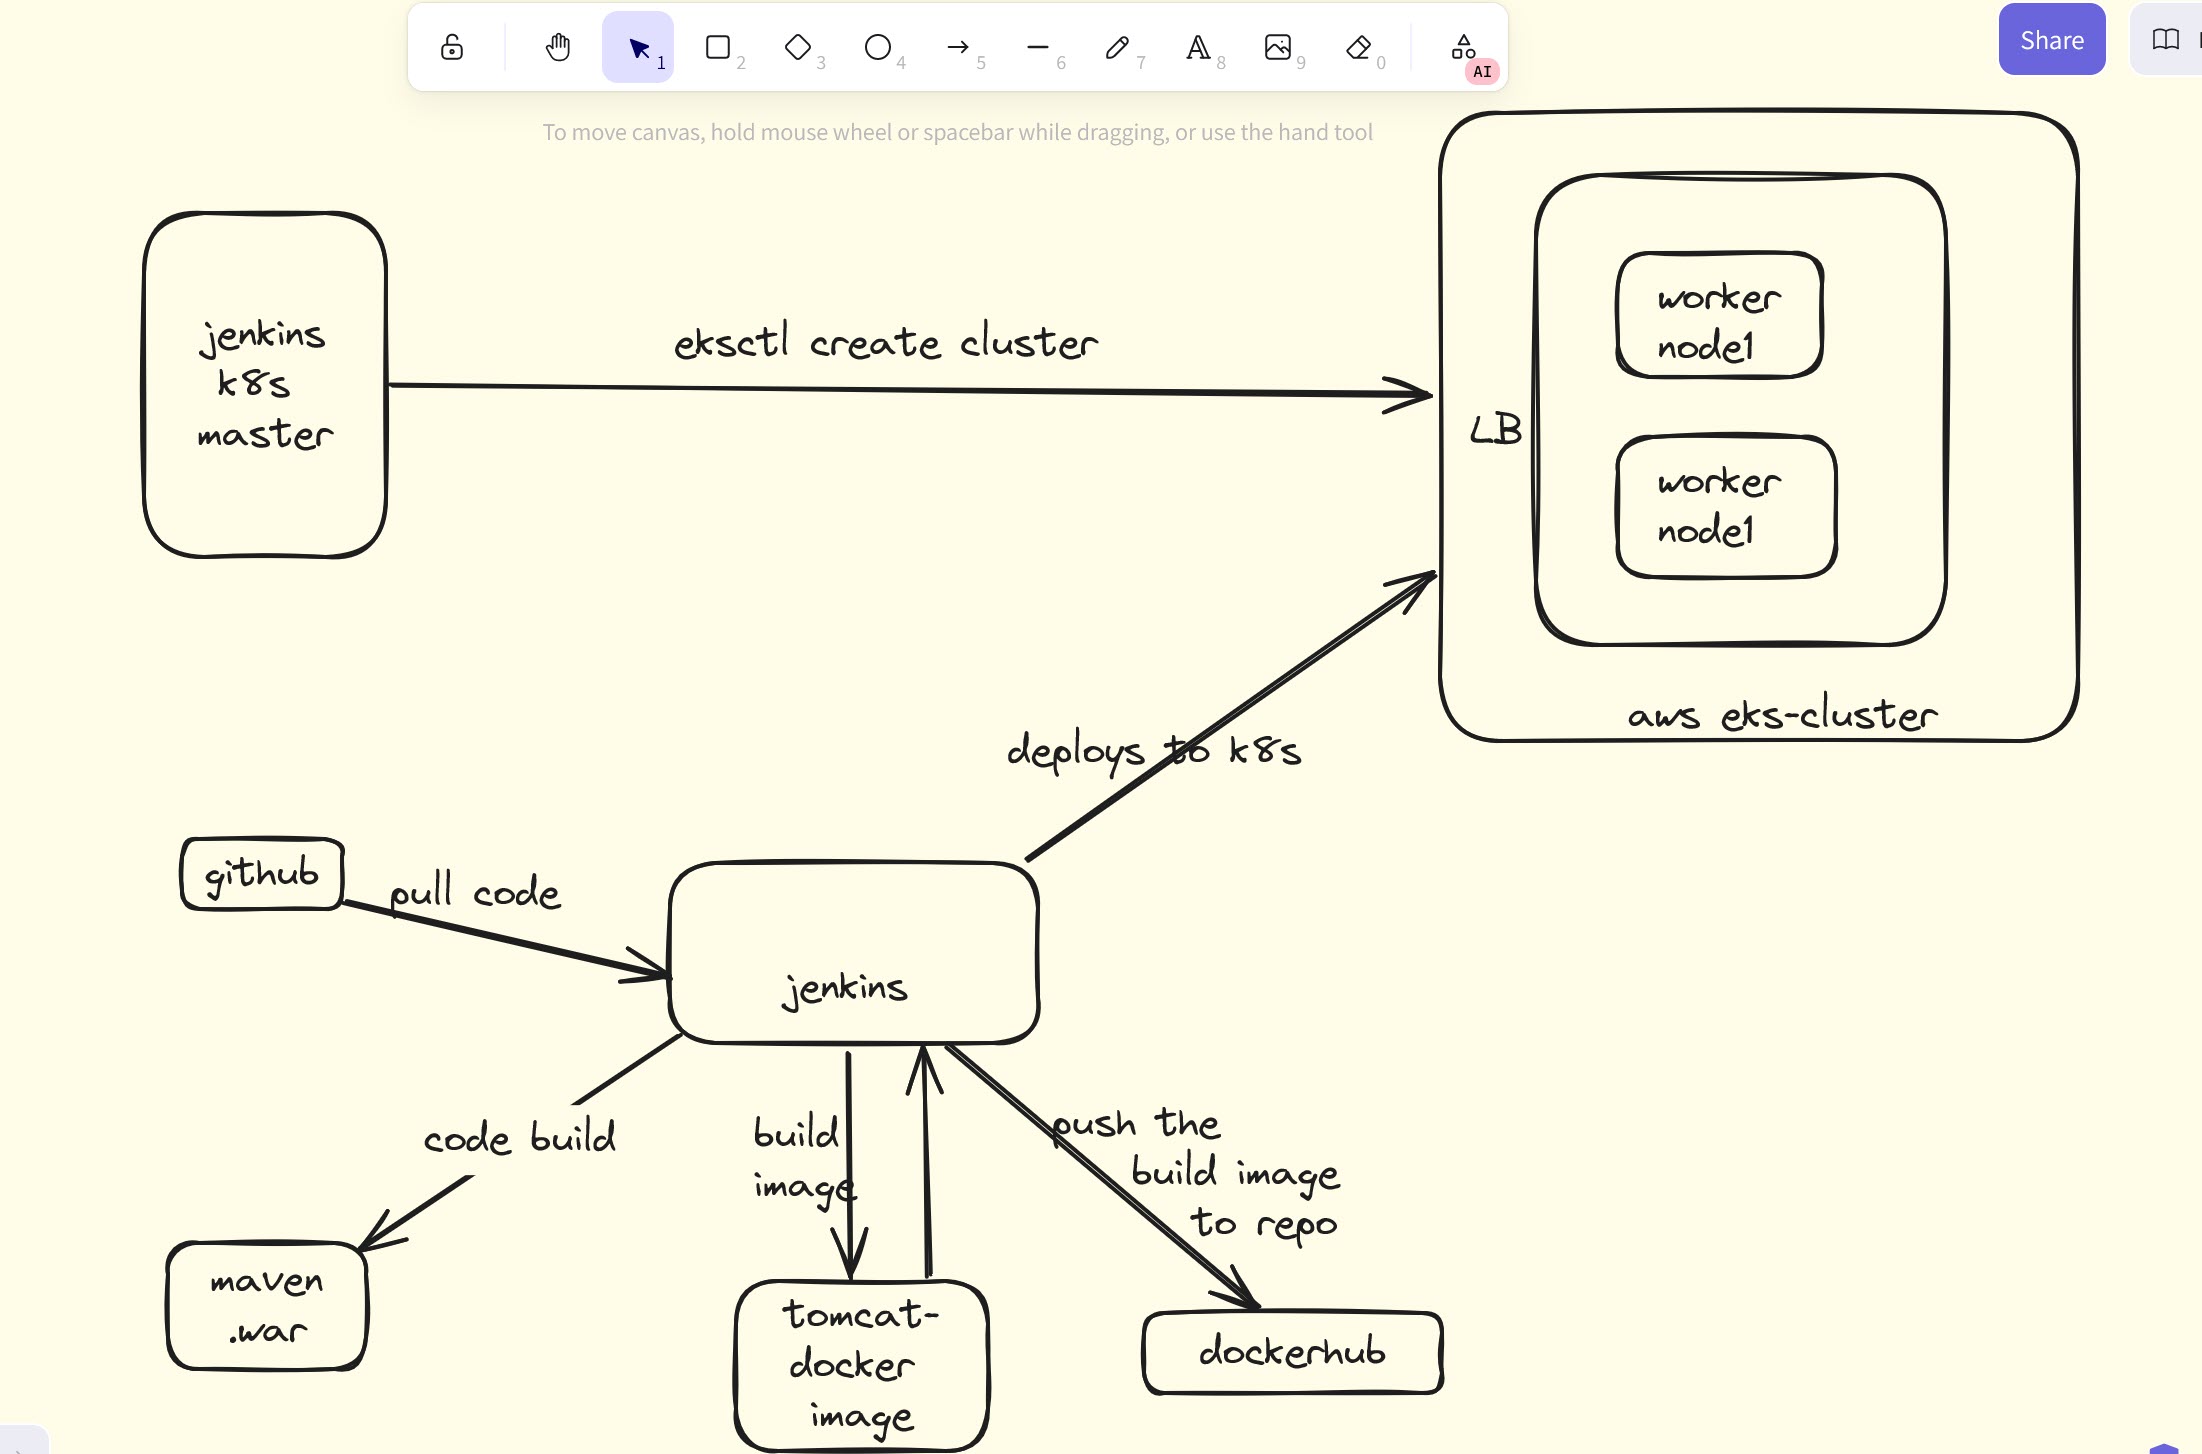 1
2
3
4
5
6
7
8
9
0
AI
Share
To move canvas, hold mouse wheel or spacebar while dragging, or use the hand tool
jenkins
k8s
master
eksctl create cluster
LB
worker
node1
worker
node1
aws eks-cluster
deploys to k8s
github
pull code
jenkins
code build
build
image
push the
build image
to repo
maven
.war
tomcat-
docker
image
dockerhub